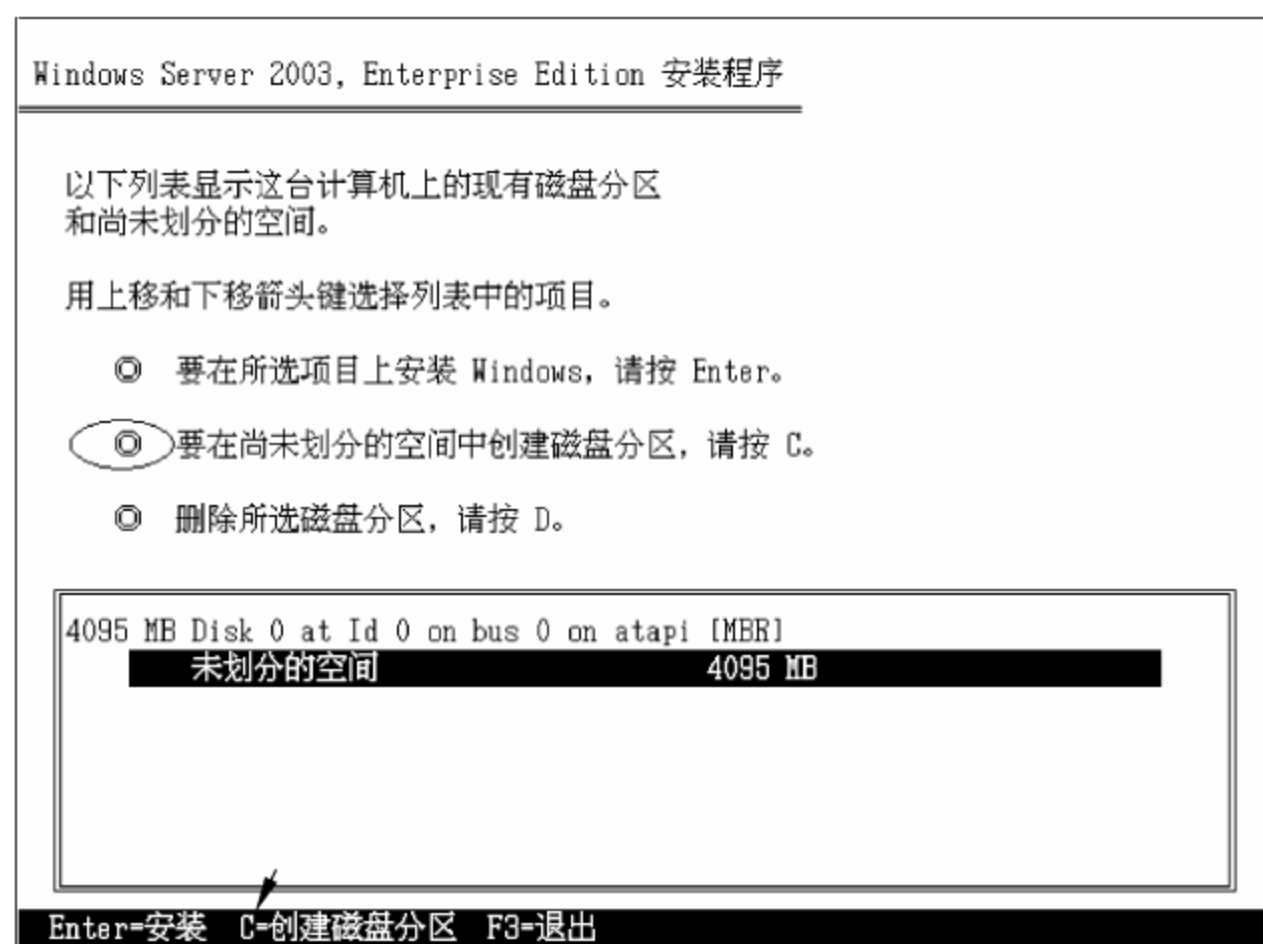 Windows Server 2003, Enterprise Edition 安装程序
以下列表显示这台计算机上的现有磁盘分区
和尚未划分的空间。
用上移和下移箭头键选择列表中的项目。
◎ 要在所选项目上安装 Windows, 请按 Enter。
◎ 要在尚未划分的空间中创建磁盘分区, 请按 C。
◎ 删除所选磁盘分区, 请按 D。
4095 MB Disk 0 at Id 0 on bus 0 on atapi [MBR]
未划分的空间 4095 MB
Enter=安装 C=创建磁盘分区 F3=退出